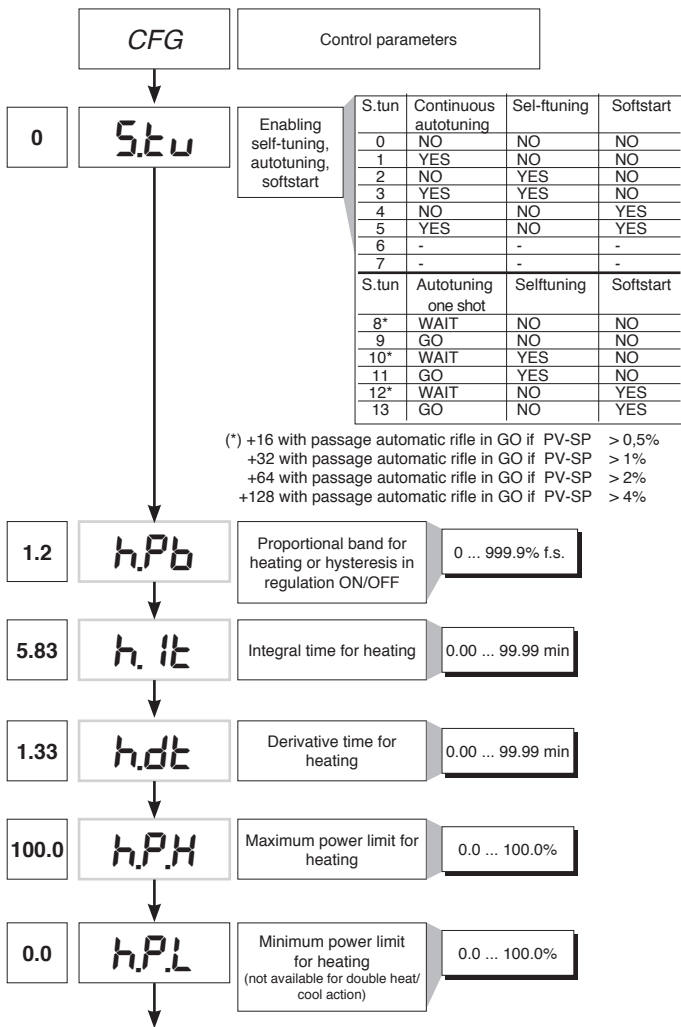 CFG
Control parameters
0
S.tu
Enabling
self-tuning,
autotuning,
softstart
S.tun Continuous autotuning Sel-ftuning Softstart
0 NO NO NO
1 YES NO NO
2 NO YES NO
3 YES YES NO
4 NO NO YES
5 YES NO YES
6 - - -
7 - - -
S.tun Autotuning one shot Selftuning Softstart
8* WAIT NO NO
9 GO NO NO
10* WAIT YES NO
11 GO YES NO
12* WAIT NO YES
13 GO NO YES
(*) +16 with passage automatic rifle in GO if PV-SP > 0,5%
+32 with passage automatic rifle in GO if PV-SP > 1%
+64 with passage automatic rifle in GO if PV-SP > 2%
+128 with passage automatic rifle in GO if PV-SP > 4%
1.2
h.Pb
Proportional band for
heating or hysteresis in
regulation ON/OFF
0 ... 999.9% f.s.
5.83
h.It
Integral time for heating
0.00 ... 99.99 min
1.33
h.dt
Derivative time for
heating
0.00 ... 99.99 min
100.0
h.P.H
Maximum power limit for
heating
0.0 ... 100.0%
0.0
h.P.L
Minimum power limit
for heating
(not available for double heat/
cool action)
0.0 ... 100.0%